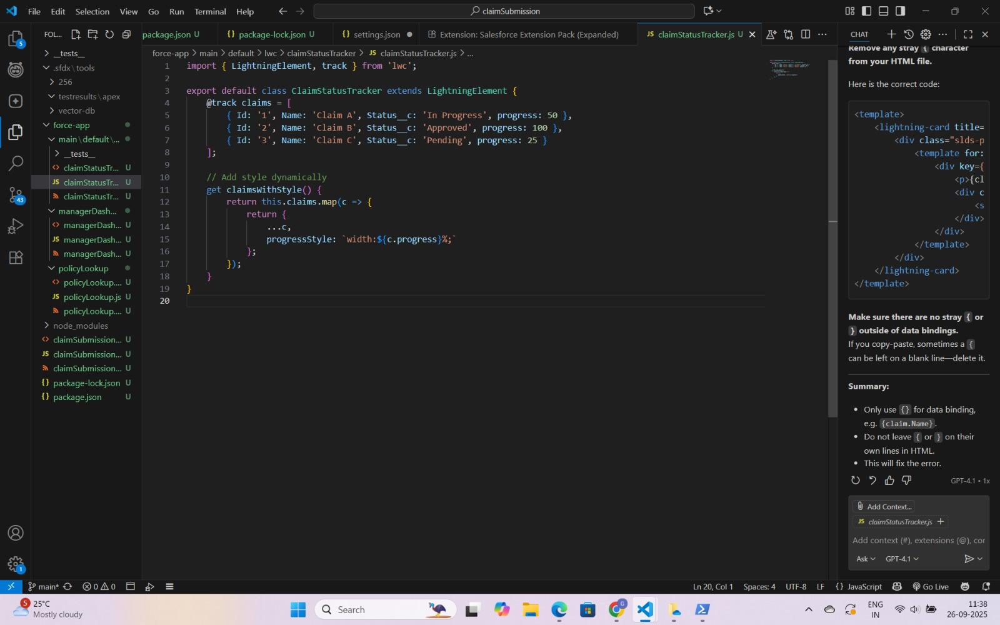 File Edit Selection View Go Run Terminal Help
claimSubmission
FOL...
package.json U
package-lock.json U
settings.json
Extension: Salesforce Extension Pack (Expanded)
JS claimStatusTracker.js U
force-app > main > default > lwc > claimStatusTracker > JS claimStatusTracker.js > ...
5
43
1
__tests__
.sfdx \ tools
256
testresults \ apex
vector-db
force-app
main \ default \ ...
__tests__
claimStatusTr... U
JS claimStatusTr... U
claimStatusTr... U
managerDash...
managerDash... U
JS managerDash... U
managerDash... U
policyLookup
policyLookup.... U
JS policyLookup.js U
policyLookup.... U
node_modules
claimSubmission... U
JS claimSubmission... U
claimSubmission... U
{} package-lock.json U
{} package.json U
1 import { LightningElement, track } from 'lwc';
2
3 export default class ClaimStatusTracker extends LightningElement {
4 @track claims = [
5 { Id: '1', Name: 'Claim A', Status__c: 'In Progress', progress: 50 },
6 { Id: '2', Name: 'Claim B', Status__c: 'Approved', progress: 100 },
7 { Id: '3', Name: 'Claim C', Status__c: 'Pending', progress: 25 }
8 ];
9
10 // Add style dynamically
11 get claimsWithStyle() {
12 return this.claims.map(c => {
13 return {
14 ...c,
15 progressStyle: `width:${c.progress}%;`
16 };
17 });
18 }
19 }
20
CHAT
Remove any stray { character
from your HTML file.
Here is the correct code:
<template>
<lightning-card title=
<div class="slds-p
<template for:
<div key={
<p>{cl
<div c
<s
</div>
</div>
</template>
</div>
</lightning-card>
</template>
Make sure there are no stray { or
} outside of data bindings.
If you copy-paste, sometimes a {
can be left on a blank line—delete it.
Summary:
• Only use {} for data binding,
e.g. {claim.Name}.
• Do not leave { or } on their
own lines in HTML.
• This will fix the error.
GPT-4.1 • 1x
Add Context...
JS claimStatusTracker.js +
Add context (#), extensions (@), cor
Ask GPT-4.1
main* 0 0
Ln 20, Col 1 Spaces: 4 UTF-8 LF {} JavaScript Go Live
5
25°C
Mostly cloudy
Search
G
ENG
IN
11:38
26-09-2025